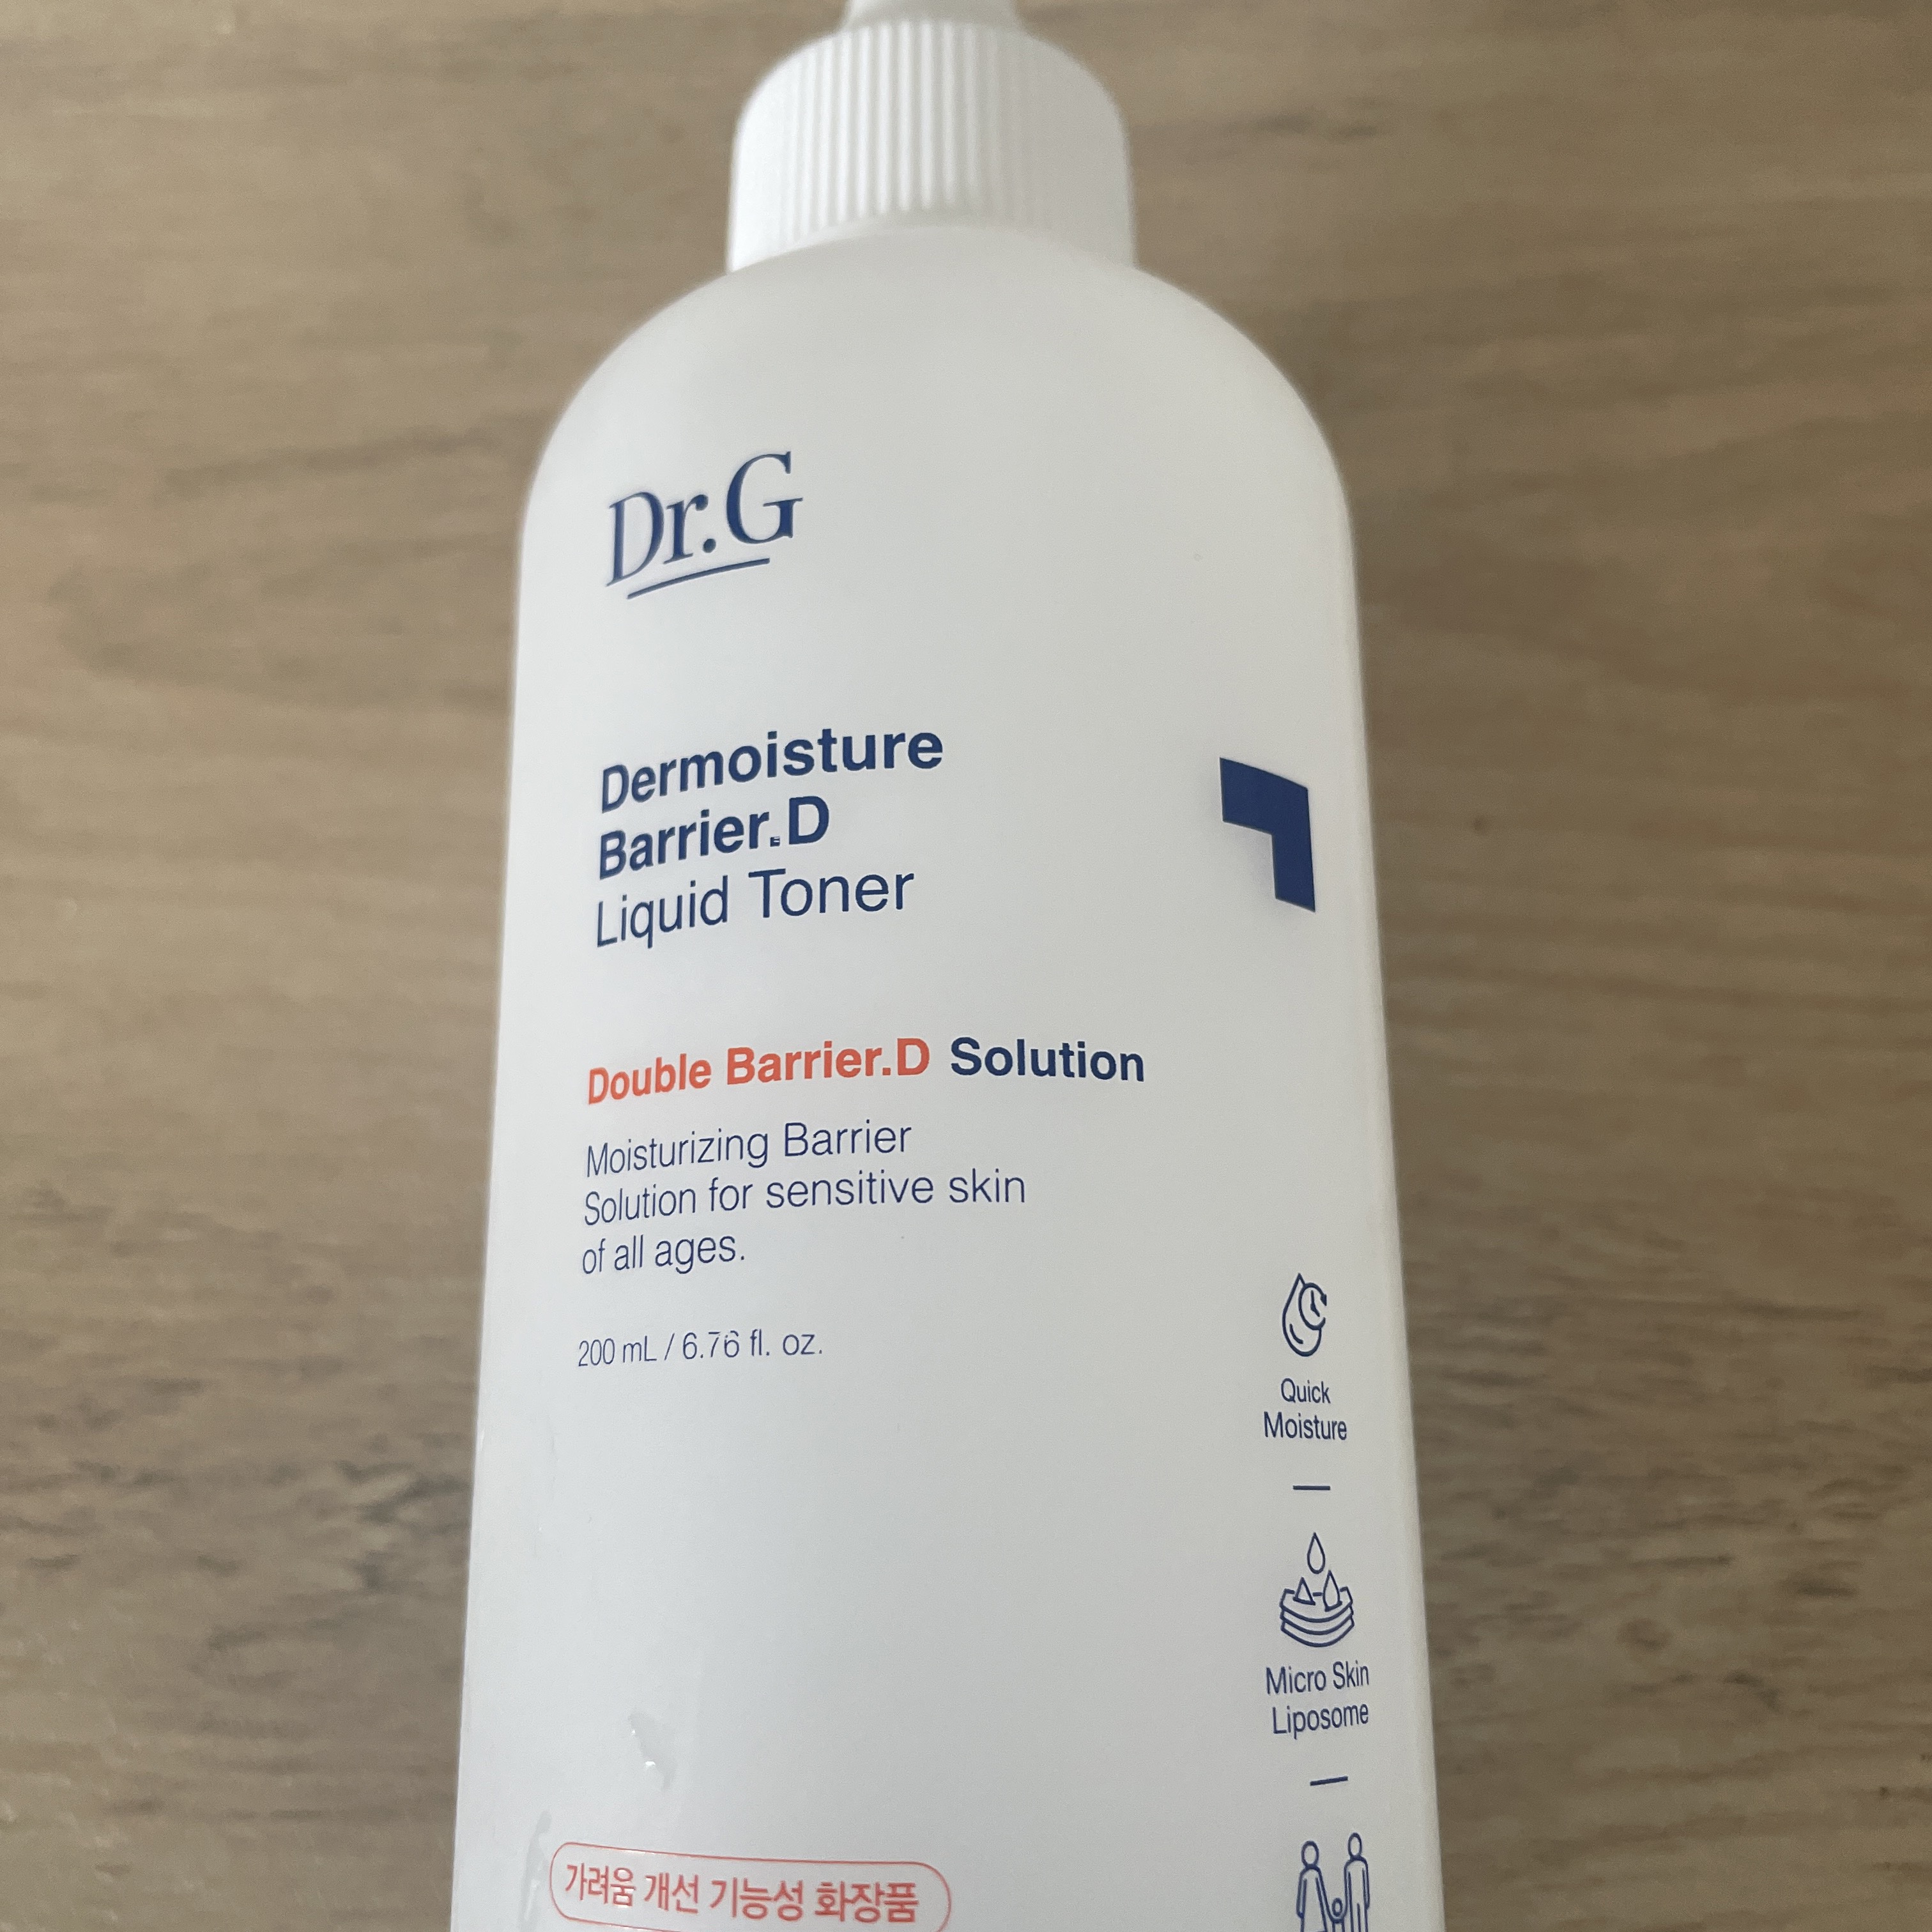 Dr.G
Dermoisture
Barrier.D
Liquid Toner
Double Barrier.D Solution
Moisturizing Barrier
Solution for sensitive skin
of all ages.
200 mL / 6.76 fl. oz.
Quick
Moisture
Micro Skin
Liposome
가려움 개선 기능성 화장품